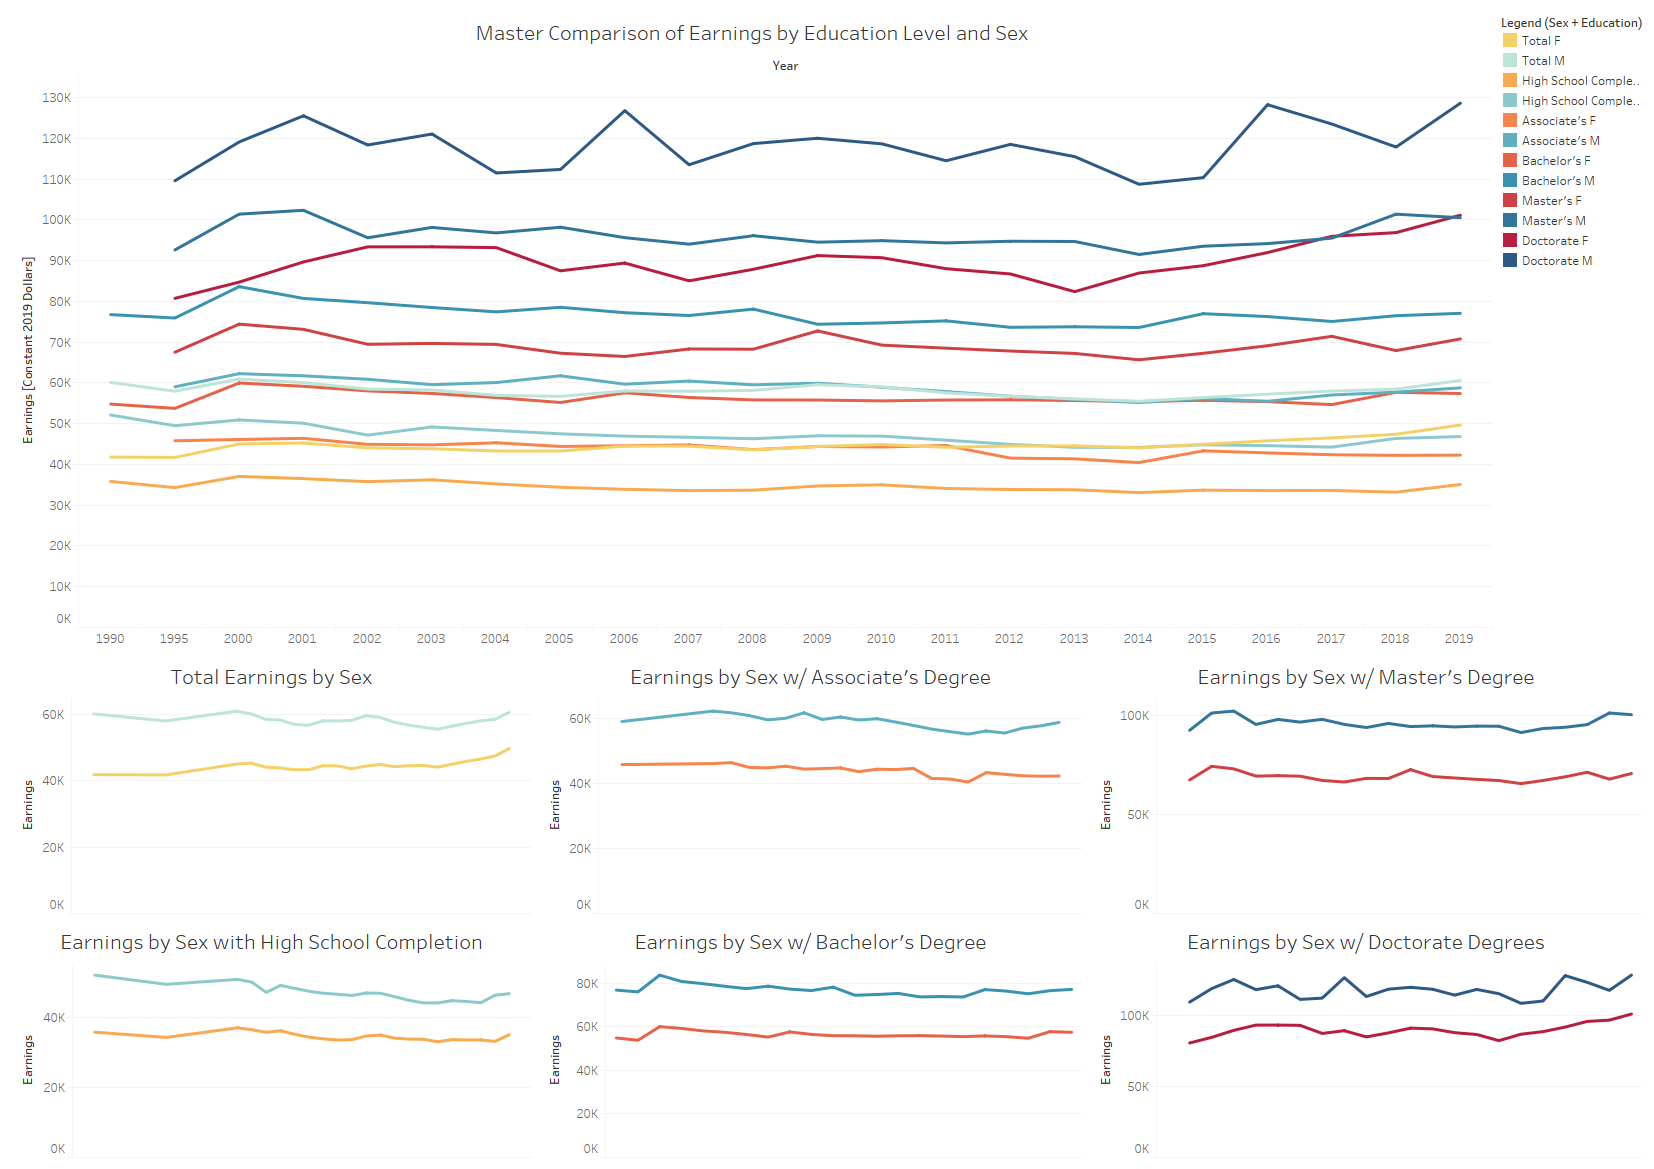 Master Comparison of Earnings by Education Level and Sex
Year
Earnings [Constant 2019 Dollars]
130K
120K
110K
100K
90K
80K
70K
60K
50K
40K
30K
20K
10K
0K
1990 1995 2000 2001 2002 2003 2004 2005 2006 2007 2008 2009 2010 2011 2012 2013 2014 2015 2016 2017 2018 2019
Legend (Sex + Education)
Total F
Total M
High School Comple..
High School Comple..
Associate's F
Associate's M
Bachelor's F
Bachelor's M
Master's F
Master's M
Doctorate F
Doctorate M
Total Earnings by Sex
Earnings
60K
40K
20K
0K
Earnings by Sex w/ Associate's Degree
Earnings
60K
40K
20K
0K
Earnings by Sex w/ Master's Degree
Earnings
100K
50K
0K
Earnings by Sex with High School Completion
Earnings
40K
20K
0K
Earnings by Sex w/ Bachelor's Degree
Earnings
80K
60K
40K
20K
0K
Earnings by Sex w/ Doctorate Degrees
Earnings
100K
50K
0K